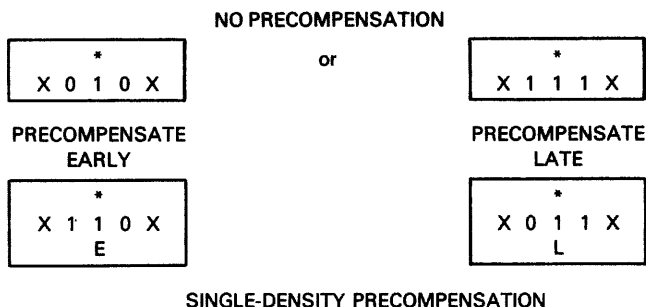 NO PRECOMPENSATION
* or *
X 0 1 0 X X 1 1 1 X
PRECOMPENSATE EARLY
PRECOMPENSATE LATE
*
X 1 1 0 X
E
*
X 0 1 1 X
L
SINGLE-DENSITY PRECOMPENSATION